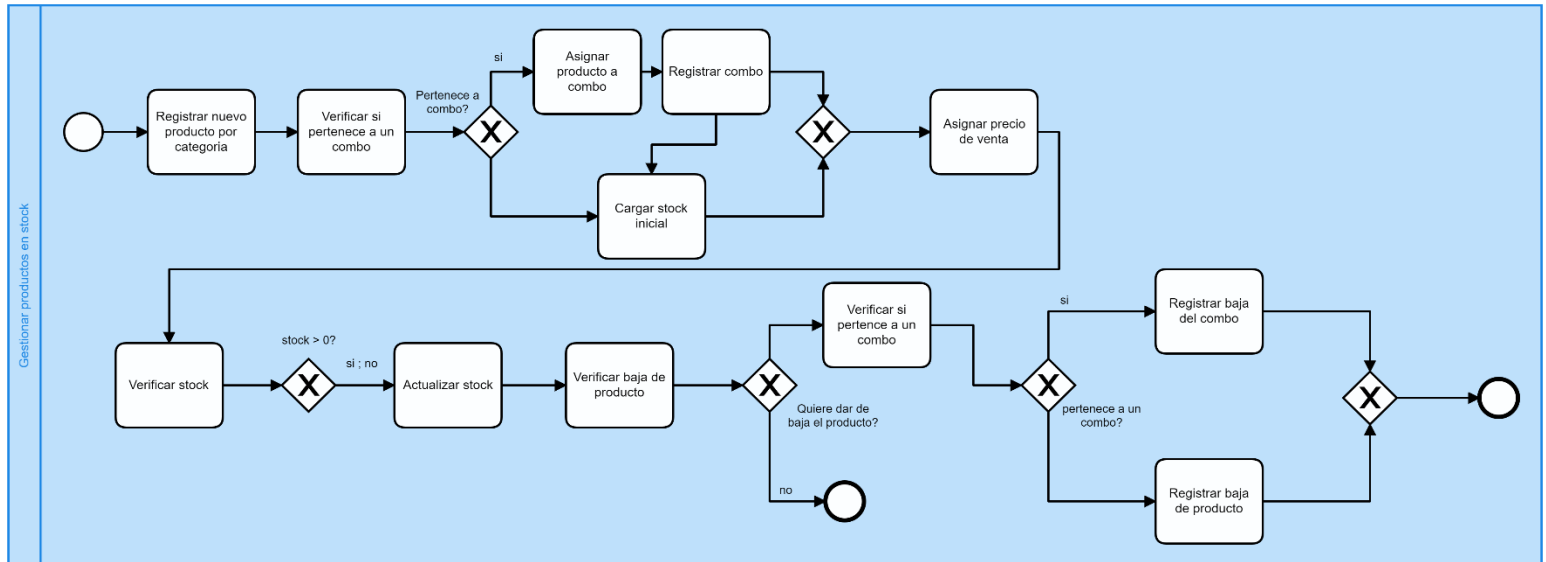 Gestionar productos en stock
Registrar nuevo
producto por
categoria
Verificar si
pertenece a un
combo
Pertenece a
combo?
si
Asignar
producto a
combo
Registrar combo
Cargar stock
inicial
Asignar precio
de venta
Verificar stock
stock > 0?
si ; no
Actualizar stock
Verificar baja de
producto
Quiere dar de
baja el producto?
no
Verificar si
pertence a un
combo
pertenece a un
combo?
si
Registrar baja
del combo
Registrar baja
de producto